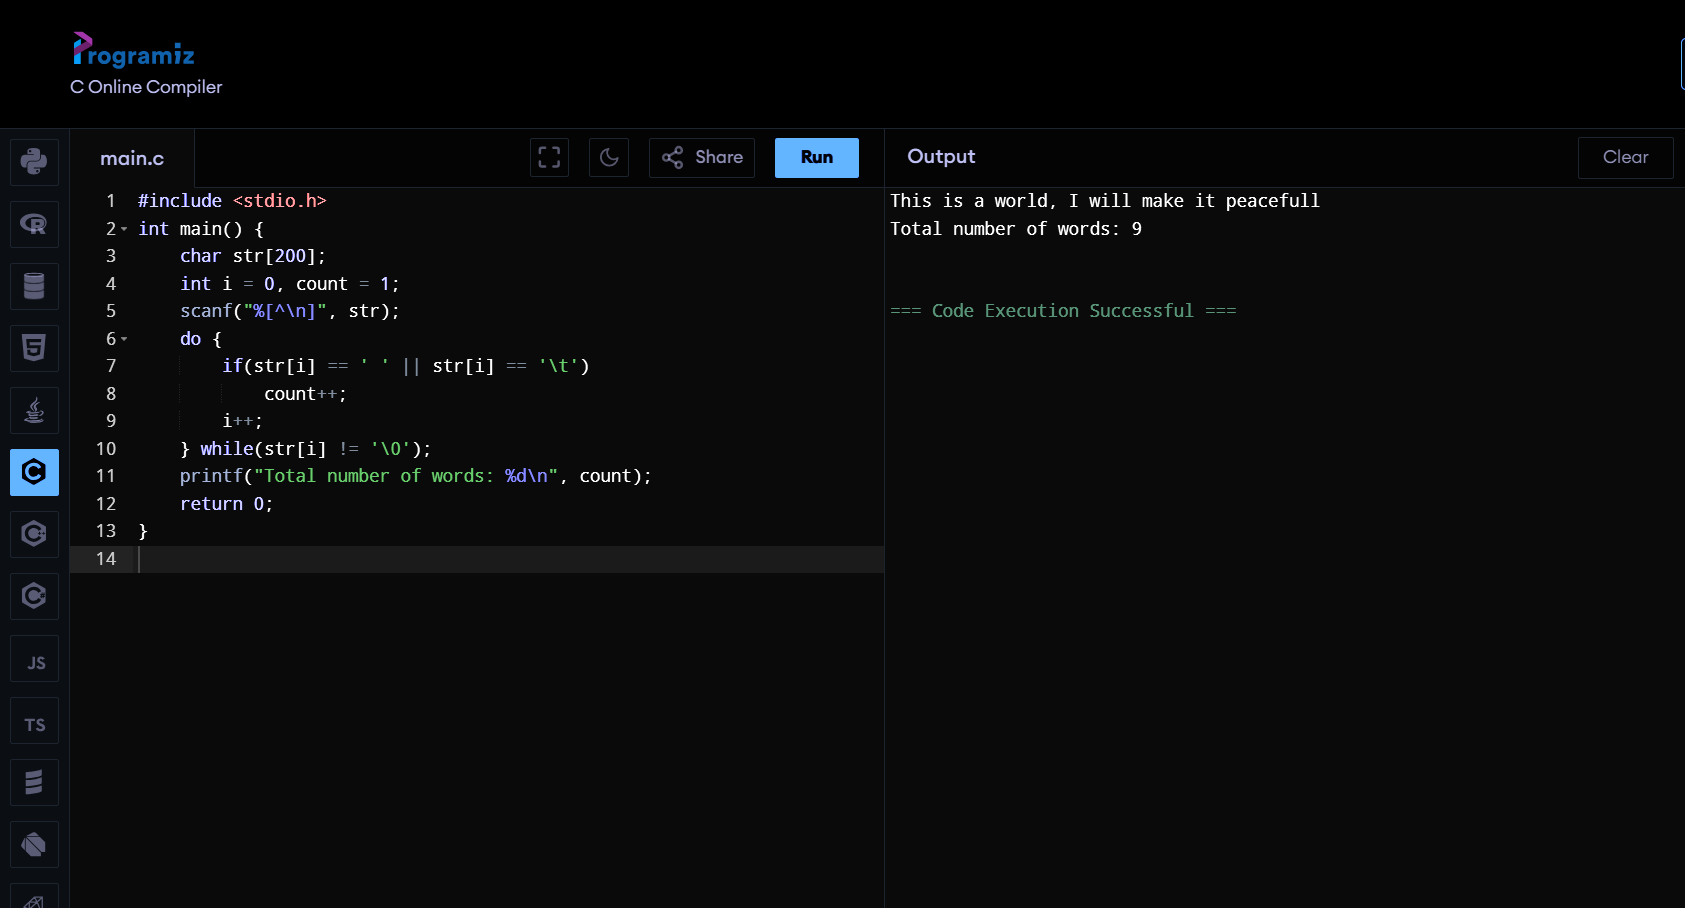 Programiz
C Online Compiler
main.c
Share
Run
Output
Clear
1 #include <stdio.h>
2 int main() {
3     char str[200];
4     int i = 0, count = 1;
5     scanf("%[^\n]", str);
6     do {
7         if(str[i] == ' ' || str[i] == '\t')
8             count++;
9         i++;
10     } while(str[i] != '\0');
11     printf("Total number of words: %d\n", count);
12     return 0;
13 }
14
This is a world, I will make it peacefull
Total number of words: 9
=== Code Execution Successful ===
R
5
C
C
C
JS
TS